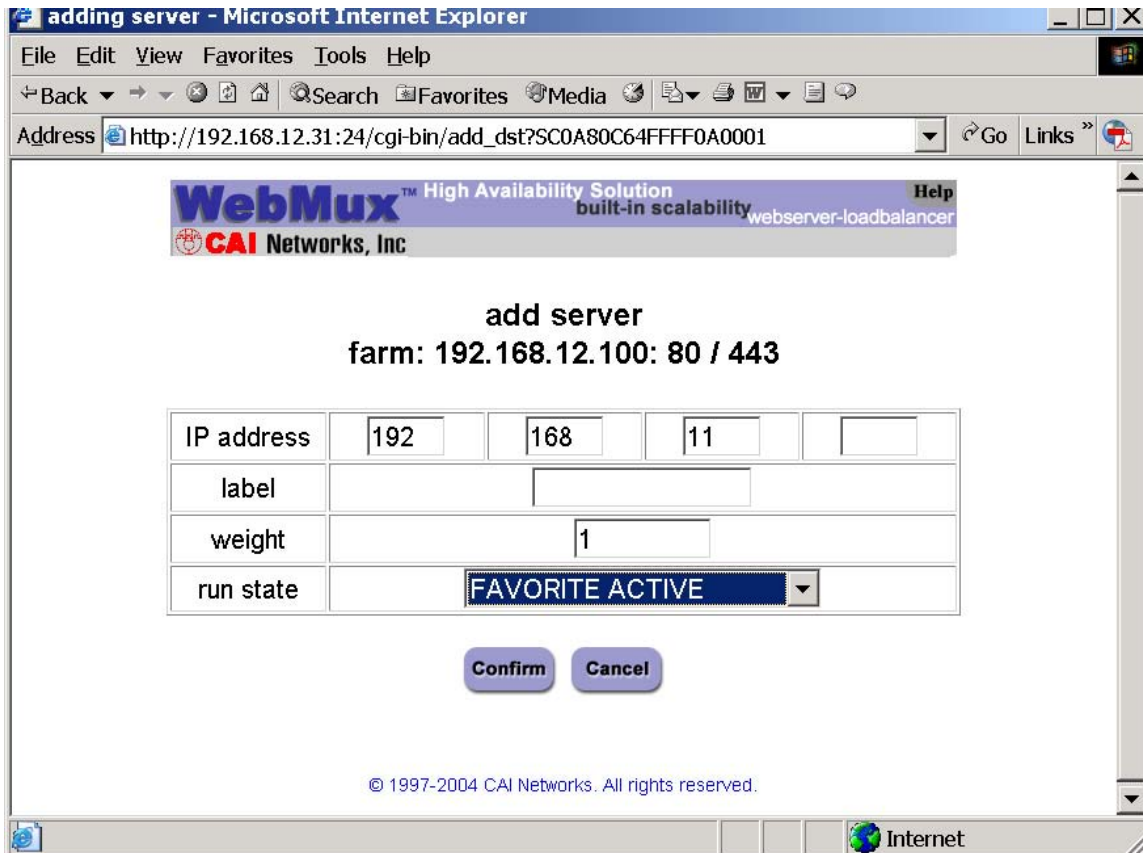 adding server - Microsoft Internet Explorer
File Edit View Favorites Tools Help
Back Search Favorites Media
Address http://192.168.12.31:24/cgi-bin/add_dst?SC0A80C64FFFF0A0001 Go Links »
WebMux™ High Availability Solution Help
built-in scalability webserver-loadbalancer
CAI Networks, Inc
add server
farm: 192.168.12.100: 80 / 443
IP address 192 168 11
label
weight 1
run state FAVORITE ACTIVE
Confirm Cancel
© 1997-2004 CAI Networks. All rights reserved.
Internet